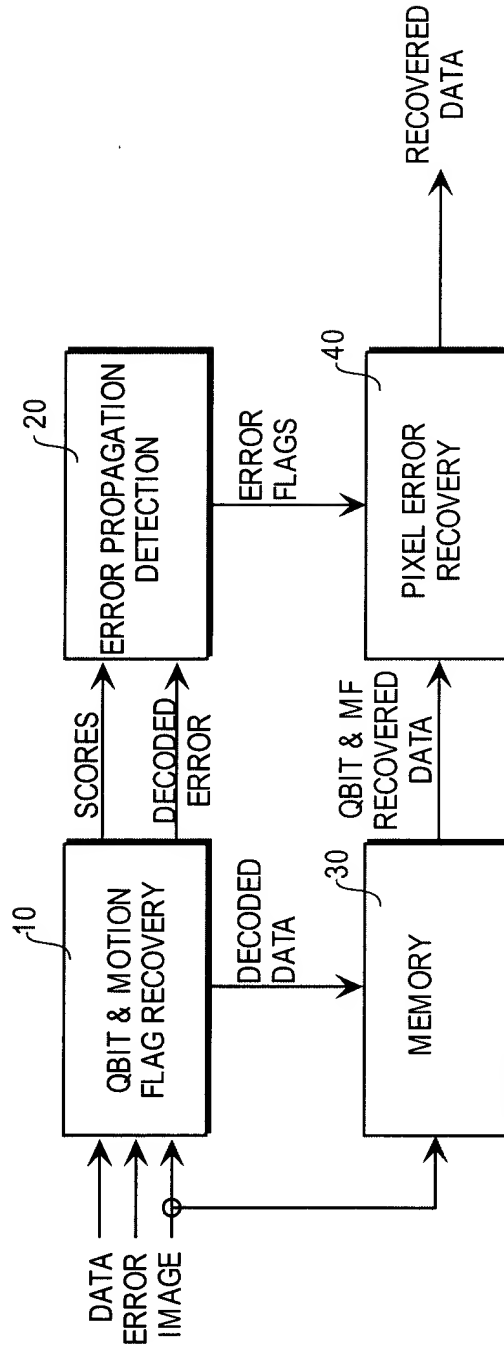 DATA
ERROR
IMAGE
10
QBIT & MOTION
FLAG RECOVERY
SCORES
DECODED
ERROR
20
ERROR PROPAGATION
DETECTION
DECODED
DATA
ERROR
FLAGS
30
MEMORY
QBIT & MF
RECOVERED
DATA
40
PIXEL ERROR
RECOVERY
RECOVERED
DATA